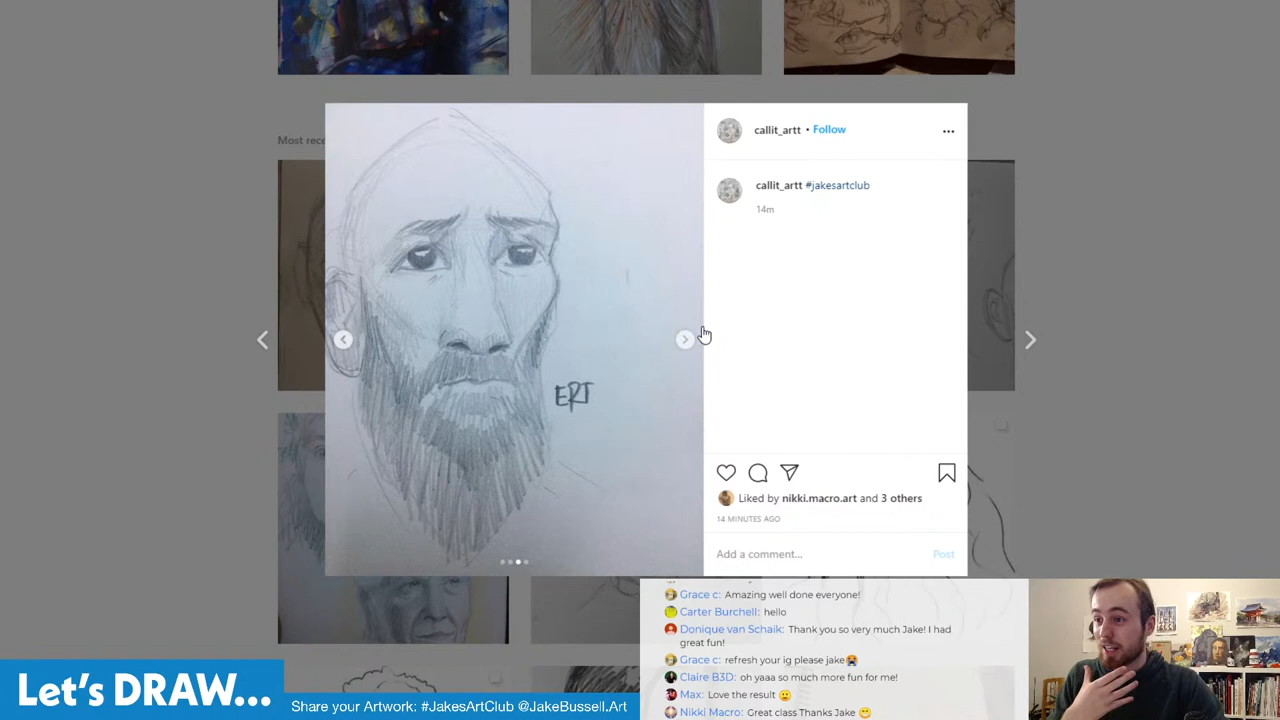 Most rece
callit_artt • Follow
callit_artt #jakesartclub
14m
ERT
Liked by nikki.macro.art and 3 others
14 MINUTES AGO
Add a comment... Post
Grace c: Amazing well done everyone!
Carter Burchell: hello
Donique van Schaik: Thank you so very much Jake! I had
great fun!
Grace c: refresh your ig please jake😭
Claire B3D: oh yaaa so much more fun for me!
Max: Love the result 🙂
Nikki Macro: Great class Thanks Jake 😁
Let's DRAW...
Share your Artwork: #JakesArtClub @JakeBussell.Art